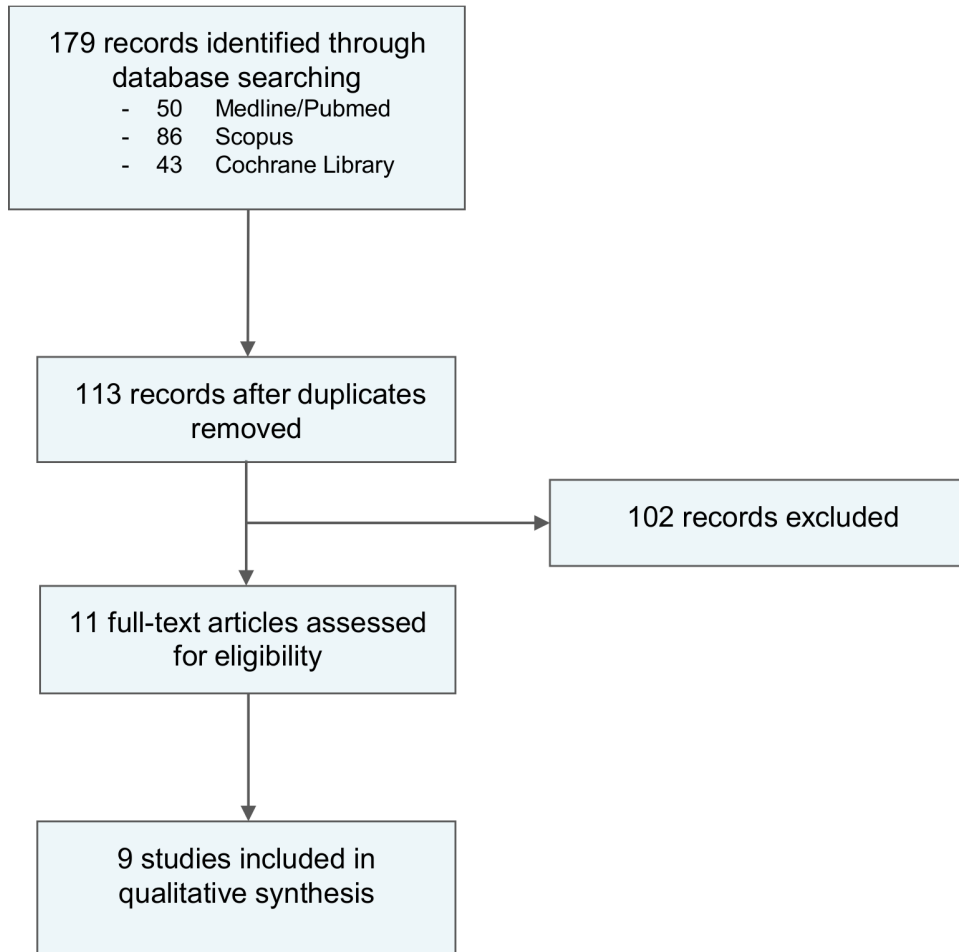 179 records identified through
database searching
- 50 Medline/Pubmed
- 86 Scopus
- 43 Cochrane Library
113 records after duplicates
removed
102 records excluded
11 full-text articles assessed
for eligibility
9 studies included in
qualitative synthesis